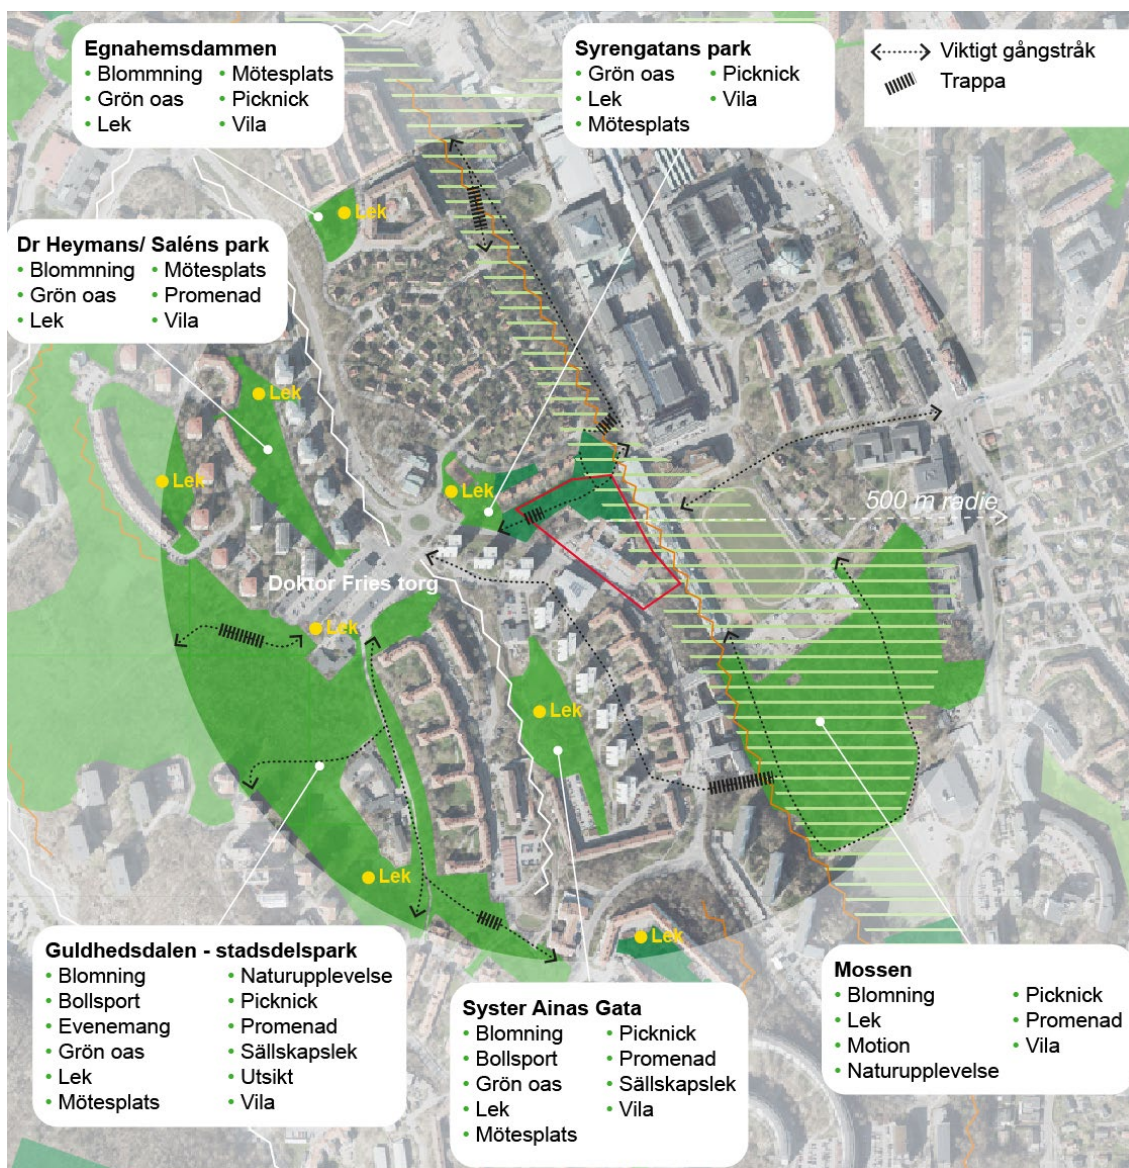 Egnahemsdammen
• Blommning
• Grön oas
• Lek
• Mötesplats
• Picknick
• Vila
Syrengatans park
• Grön oas
• Lek
• Mötesplats
• Picknick
• Vila
Viktigt gångstråk
Trappa
Lek
Dr Heymans/ Saléns park
• Blommning
• Grön oas
• Lek
• Mötesplats
• Promenad
• Vila
Lek
Lek
Lek
500 m radie
Doktor Fries torg
Lek
Lek
Lek
Lek
Guldhedsdalen - stadsdelspark
• Blomning
• Bollsport
• Evenemang
• Grön oas
• Lek
• Mötesplats
• Naturupplevelse
• Picknick
• Promenad
• Sällskapslek
• Utsikt
• Vila
Syster Ainas Gata
• Blomning
• Bollsport
• Grön oas
• Lek
• Mötesplats
• Picknick
• Promenad
• Sällskapslek
• Vila
Mossen
• Blomning
• Lek
• Motion
• Naturupplevelse
• Picknick
• Promenad
• Vila